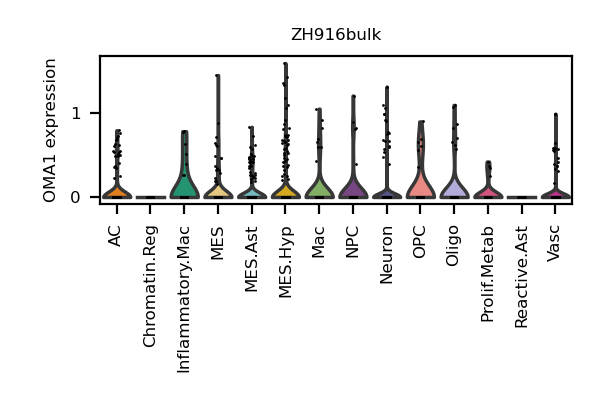 ZH916bulk
OMA1 expression
1
0
AC
Chromatin.Reg
Inflammatory.Mac
MES
MES.Ast
MES.Hyp
Mac
NPC
Neuron
OPC
Oligo
Prolif.Metab
Reactive.Ast
Vasc